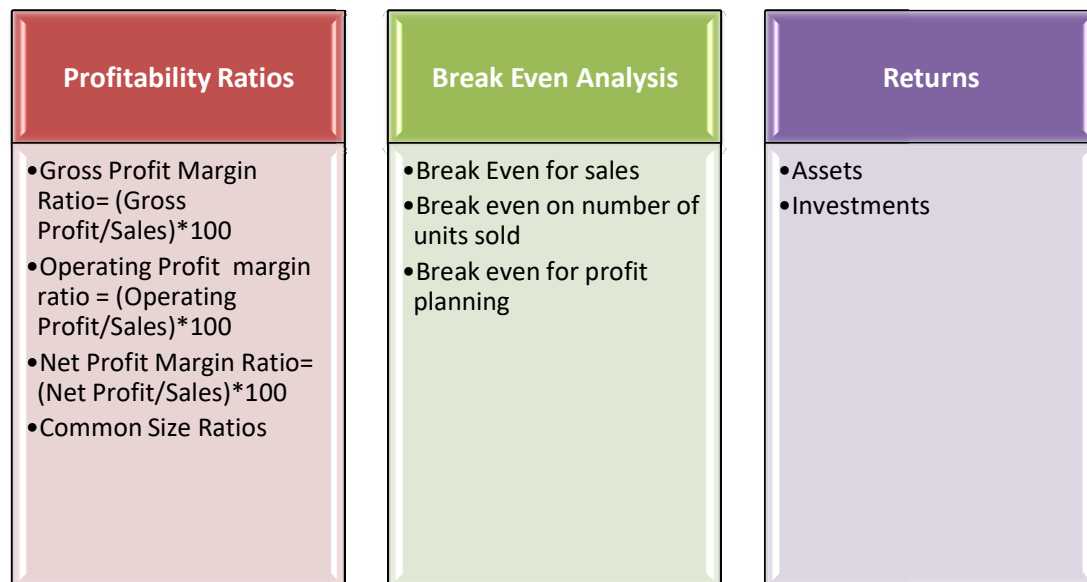 Profitability Ratios
•Gross Profit Margin
Ratio= (Gross
Profit/Sales)*100
•Operating Profit  margin
ratio = (Operating
Profit/Sales)*100
•Net Profit Margin Ratio=
(Net Profit/Sales)*100
•Common Size Ratios
Break Even Analysis
•Break Even for sales
•Break even on number of
units sold
•Break even for profit
planning
Returns
•Assets
•Investments